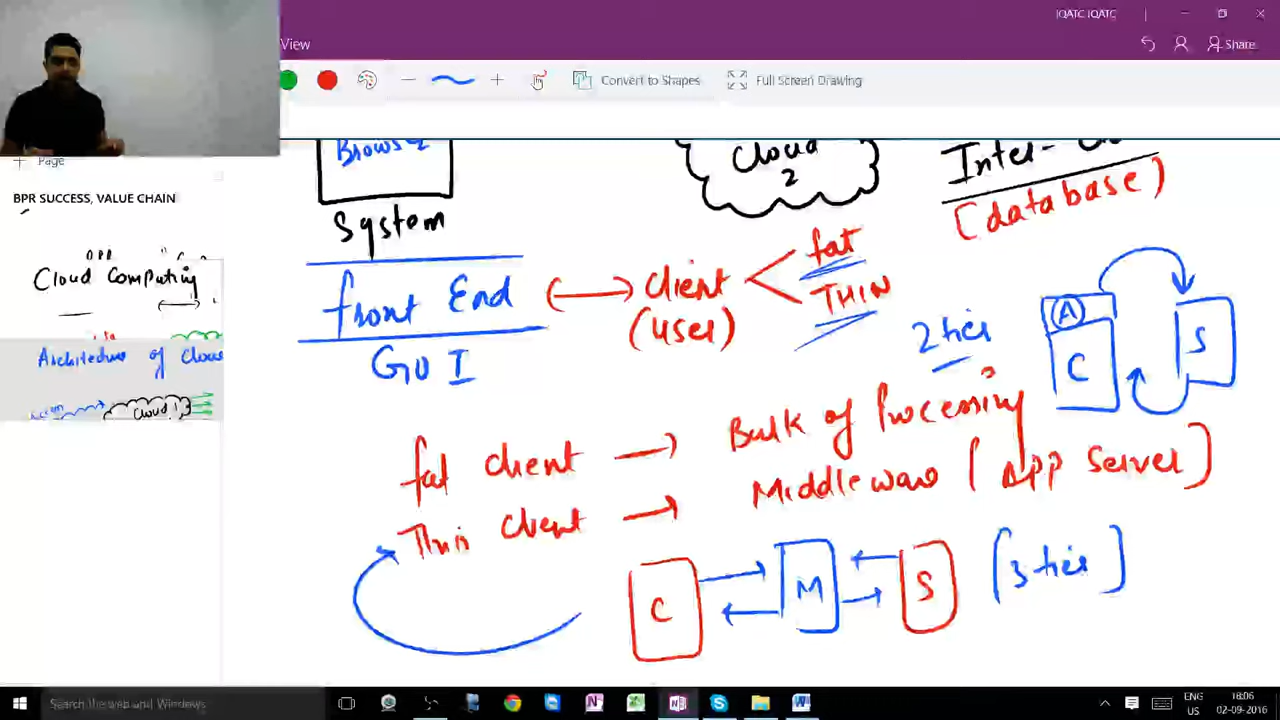 IQATC IQATC
View
Share
Convert to Shapes
Full Screen Drawing
Page
BPR SUCCESS, VALUE CHAIN
Cloud Computing
Architecture of Cloud
Cloud 1
Browser
System
Cloud
2
Inter-
(database)
front End
GUI
client
(user)
fat
THIN
2 tier
A
C
S
fat client → Bulk of Processing
Thin client → Middleware (App Server)
C
M
S
[3 tier]
Search the web and Windows
ENG
US
18:06
02-09-2016